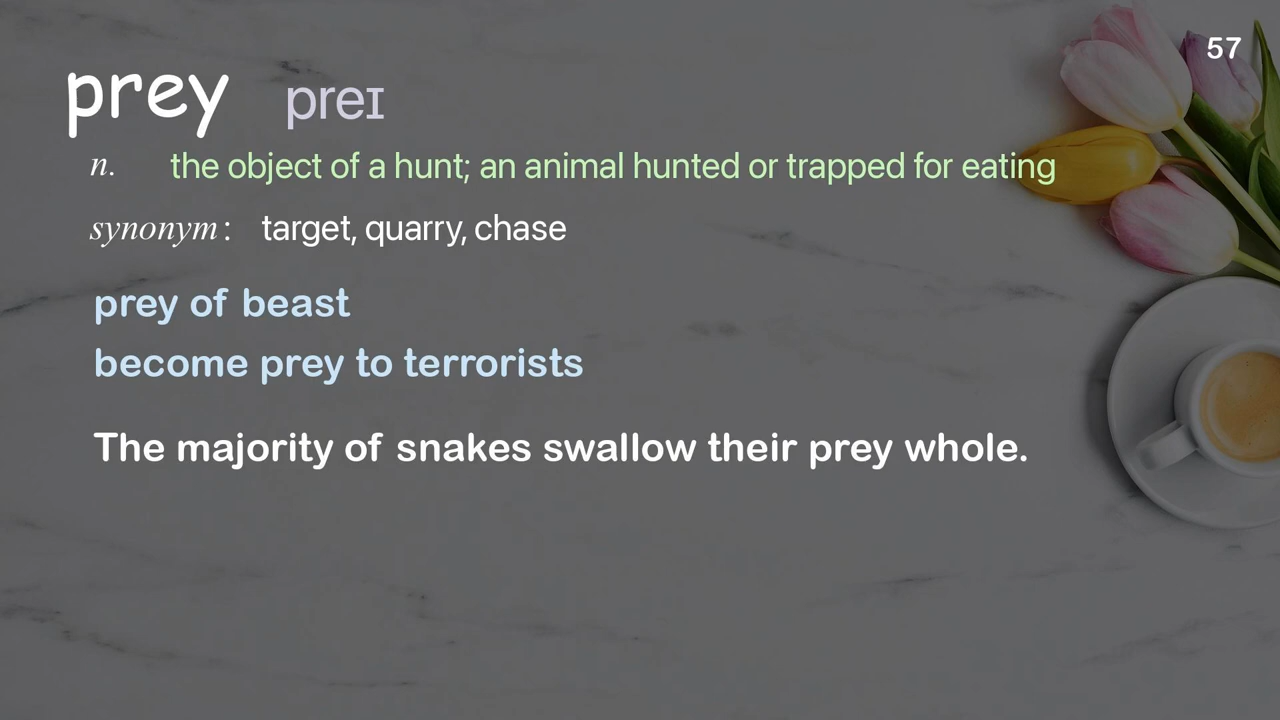 57
prey preɪ
n. the object of a hunt; an animal hunted or trapped for eating
synonym: target, quarry, chase
prey of beast
become prey to terrorists
The majority of snakes swallow their prey whole.